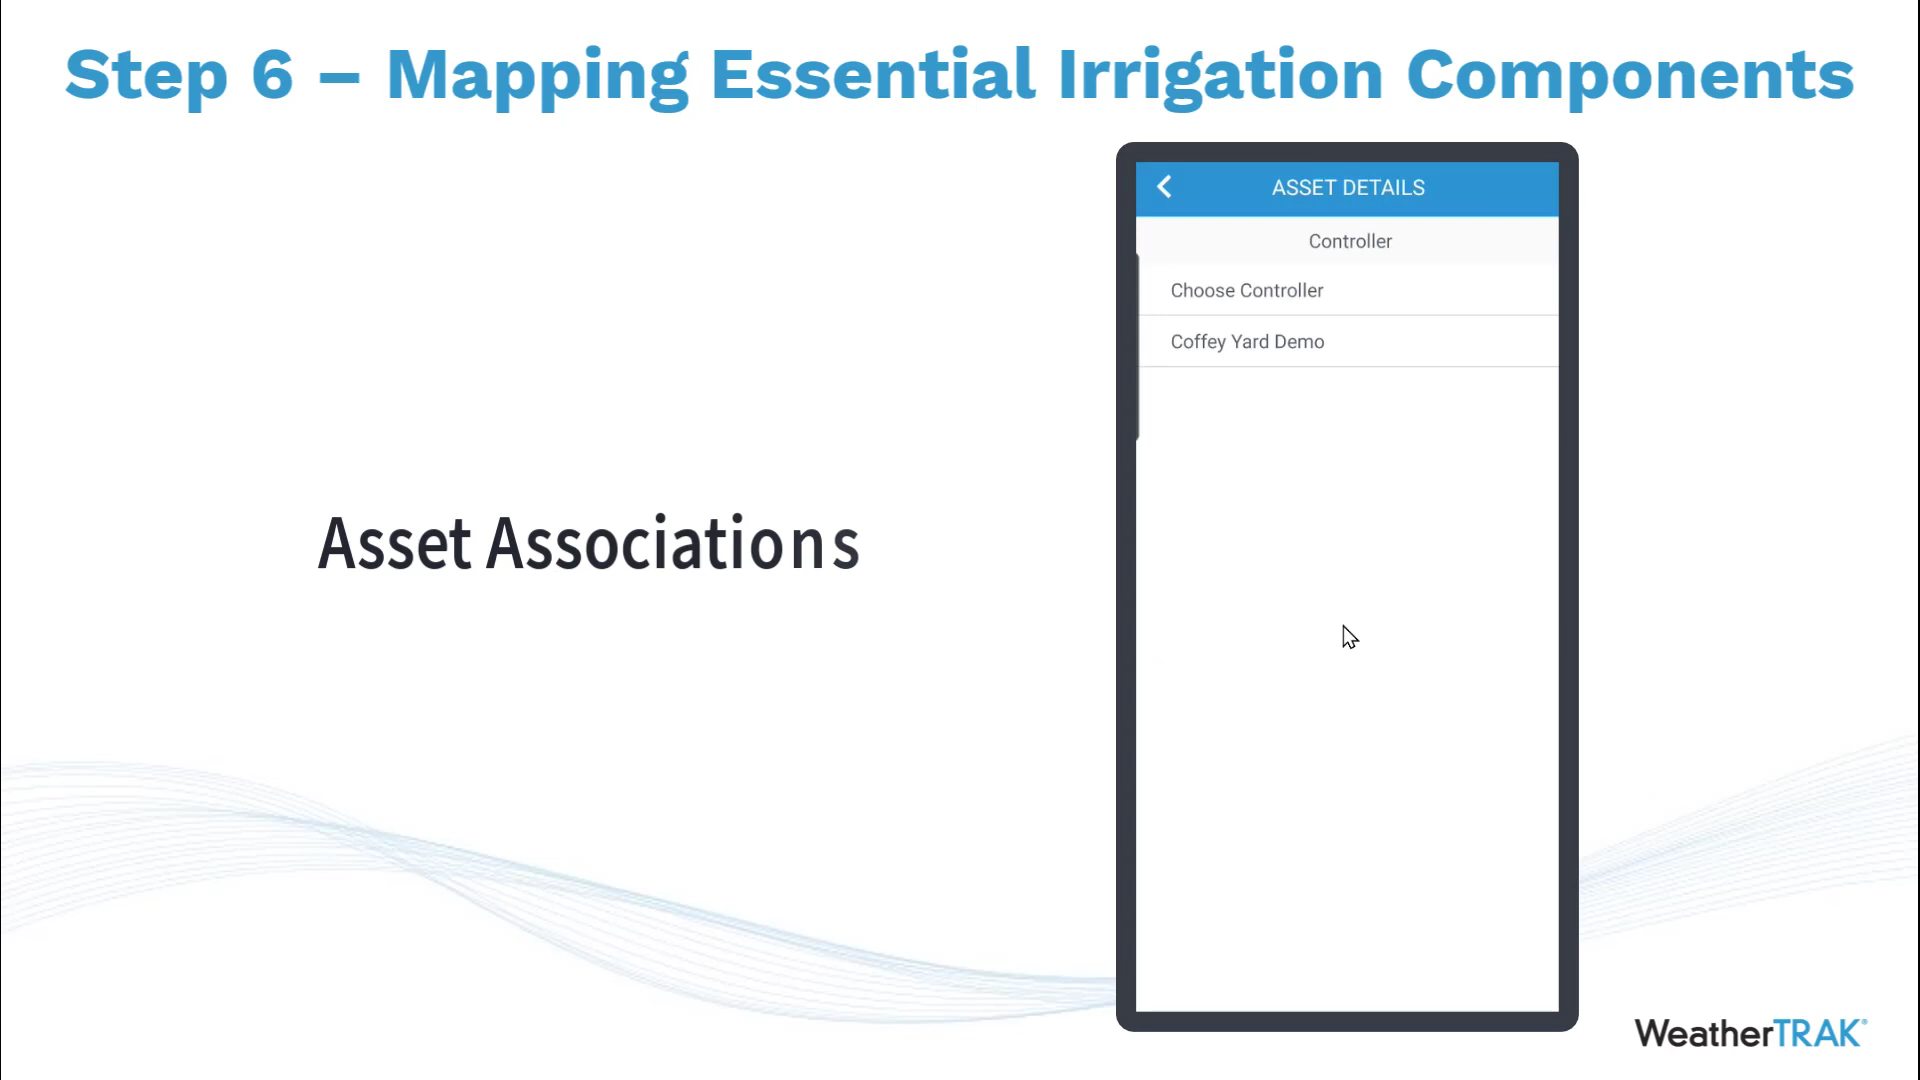 Step 6 – Mapping Essential Irrigation Components
ASSET DETAILS
Controller
Choose Controller
Coffey Yard Demo
Asset Associations
WeatherTRAK®